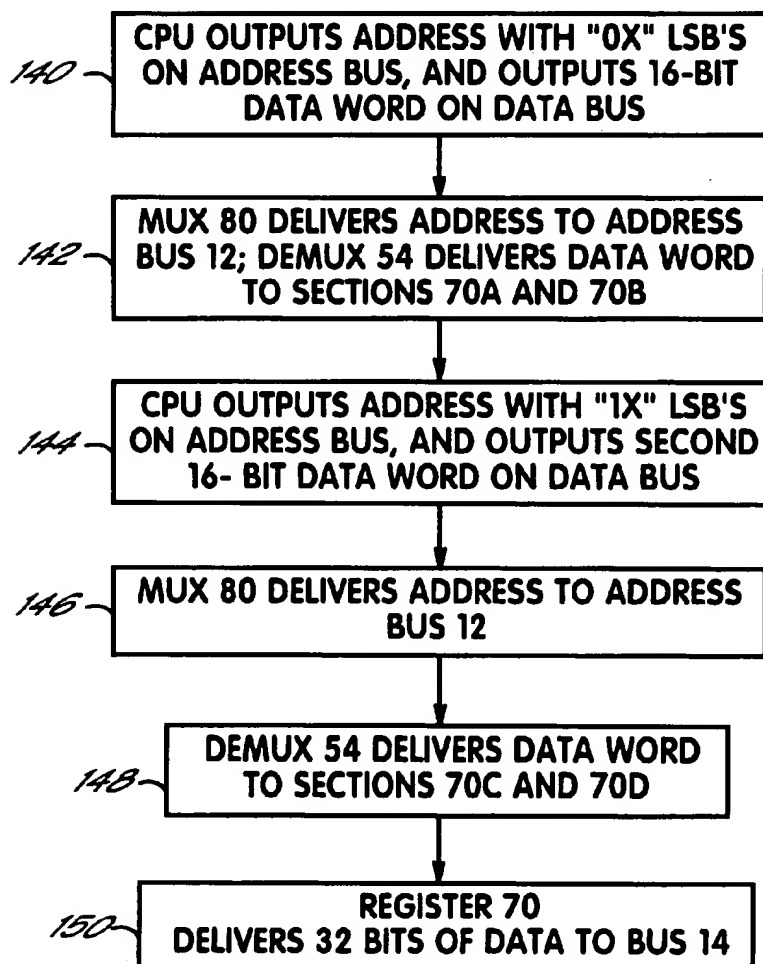 CPU OUTPUTS ADDRESS WITH "0X" LSB'S
140
ON ADDRESS BUS, AND OUTPUTS 16-BIT
DATA WORD ON DATA BUS
MUX 80 DELIVERS ADDRESS TO ADDRESS
142
BUS 12; DEMUX 54 DELIVERS DATA WORD
TO SECTIONS 70A AND 70B
CPU OUTPUTS ADDRESS WITH "1X" LSB'S
144
ON ADDRESS BUS, AND OUTPUTS SECOND
16- BIT DATA WORD ON DATA BUS
146
MUX 80 DELIVERS ADDRESS TO ADDRESS
BUS 12
DEMUX 54 DELIVERS DATA WORD
148
TO SECTIONS 70C AND 70D
REGISTER 70
150
DELIVERS 32 BITS OF DATA TO BUS 14